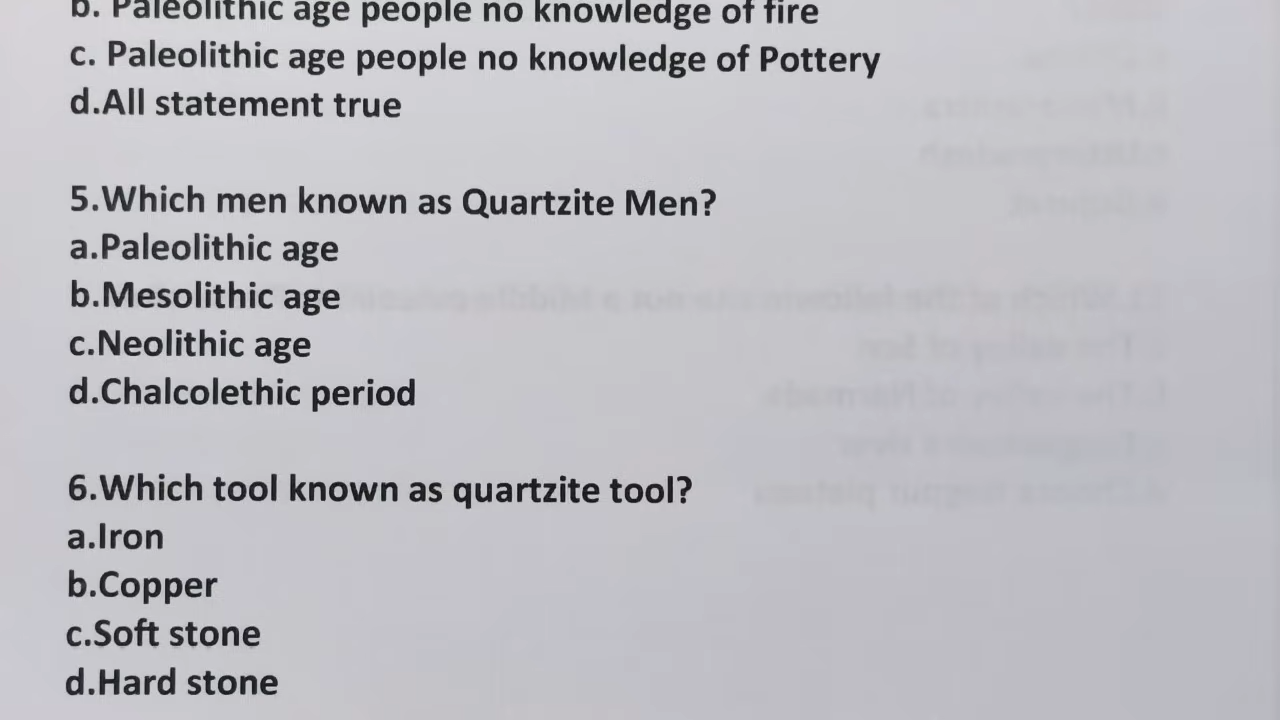 b. Paleolithic age people no knowledge of fire
c. Paleolithic age people no knowledge of Pottery
d.All statement true
5.Which men known as Quartzite Men?
a.Paleolithic age
b.Mesolithic age
c.Neolithic age
d.Chalcolethic period
6.Which tool known as quartzite tool?
a.Iron
b.Copper
c.Soft stone
d.Hard stone